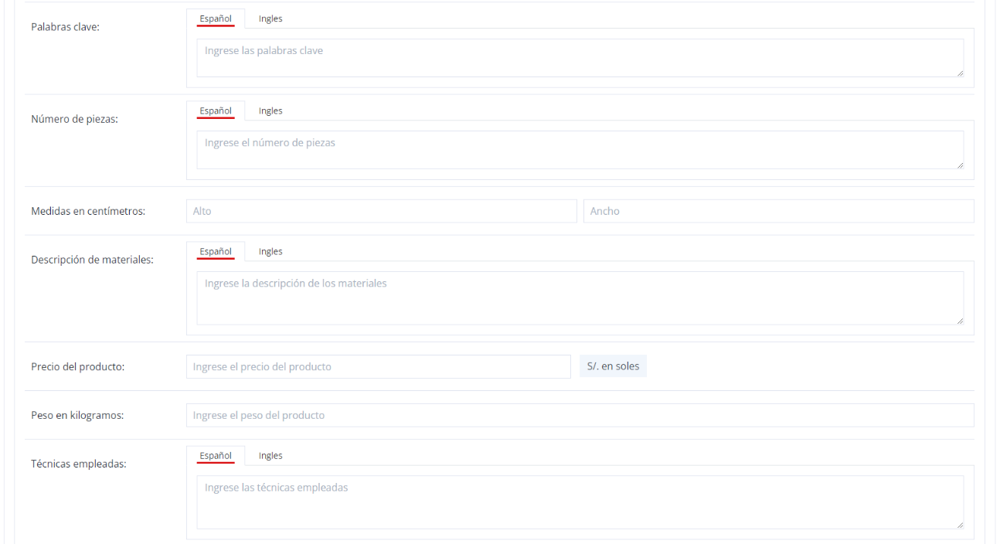 Español Ingles
Palabras clave:
Ingrese las palabras clave
Español Ingles
Número de piezas:
Ingrese el número de piezas
Medidas en centímetros: Alto Ancho
Español Ingles
Descripción de materiales:
Ingrese la descripción de los materiales
Precio del producto: Ingrese el precio del producto S/. en soles
Peso en kilogramos: Ingrese el peso del producto
Español Ingles
Técnicas empleadas:
Ingrese las técnicas empleadas